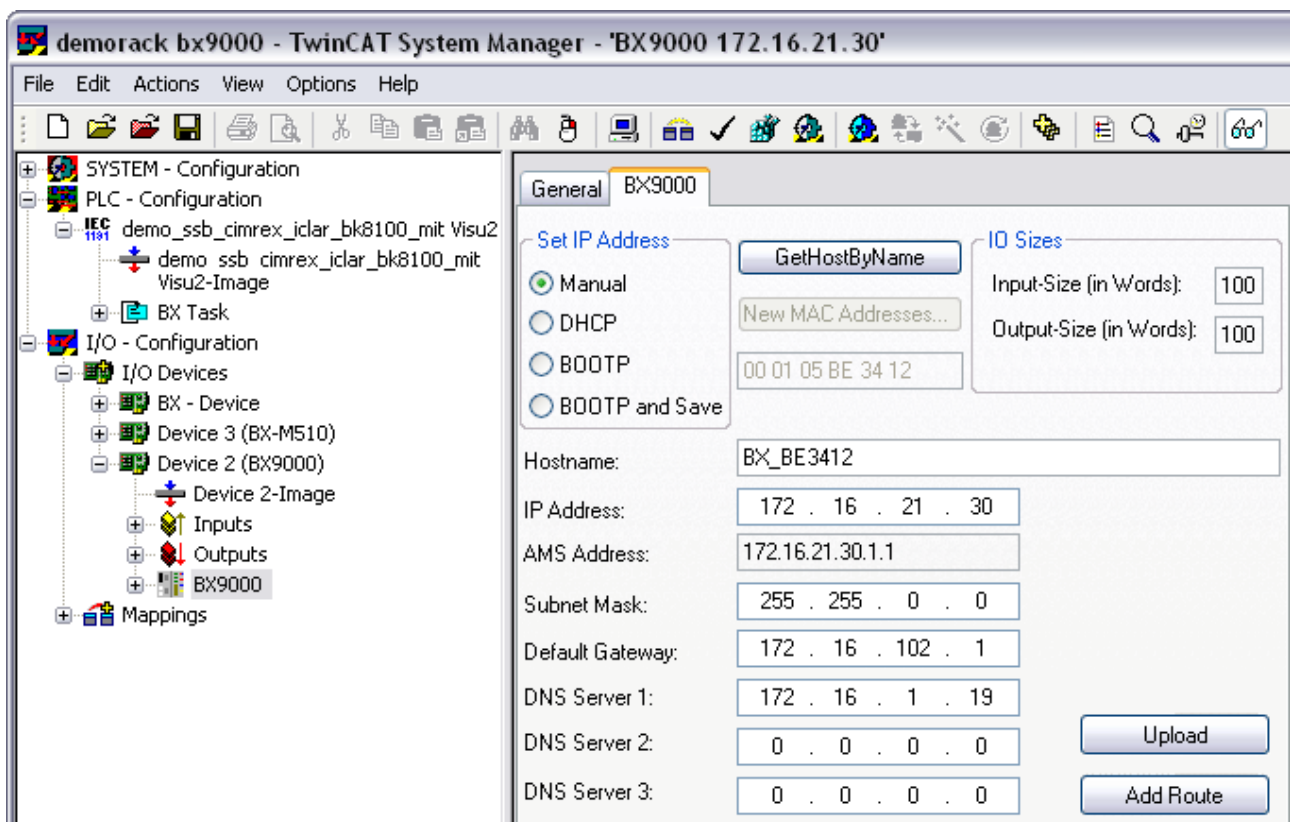 demorack bx9000 - TwinCAT System Manager - 'BX9000 172.16.21.30'
File Edit Actions View Options Help
SYSTEM - Configuration
PLC - Configuration
IEC 1131 demo_ssb_cimrex_iclar_bk8100_mit Visu2
demo_ssb_cimrex_iclar_bk8100_mit
Visu2-Image
BX Task
I/O - Configuration
I/O Devices
BX - Device
Device 3 (BX-M510)
Device 2 (BX9000)
Device 2-Image
Inputs
Outputs
BX9000
Mappings
General BX9000
Set IP Address
Manual
DHCP
BOOTP
BOOTP and Save
GetHostByName
New MAC Addresses...
00 01 05 BE 34 12
IO Sizes
Input-Size (in Words): 100
Output-Size (in Words): 100
Hostname: BX_BE3412
IP Address: 172 . 16 . 21 . 30
AMS Address: 172.16.21.30.1.1
Subnet Mask: 255 . 255 . 0 . 0
Default Gateway: 172 . 16 . 102 . 1
DNS Server 1: 172 . 16 . 1 . 19
DNS Server 2: 0 . 0 . 0 . 0
DNS Server 3: 0 . 0 . 0 . 0
Upload
Add Route